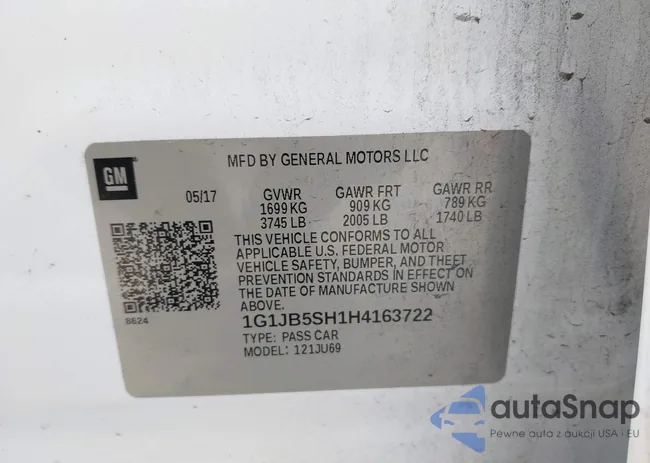 GM
MFD BY GENERAL MOTORS LLC
05/17 GVWR GAWR FRT GAWR RR
1699 KG 909 KG 789 KG
3745 LB 2005 LB 1740 LB
THIS VEHICLE CONFORMS TO ALL
APPLICABLE U.S. FEDERAL MOTOR
VEHICLE SAFETY, BUMPER, AND THEFT
PREVENTION STANDARDS IN EFFECT ON
THE DATE OF MANUFACTURE SHOWN
ABOVE.
8624
1G1JB5SH1H4163722
TYPE: PASS CAR
MODEL: 121JU69
autaSnap
Pewne auta z aukcji USA i EU